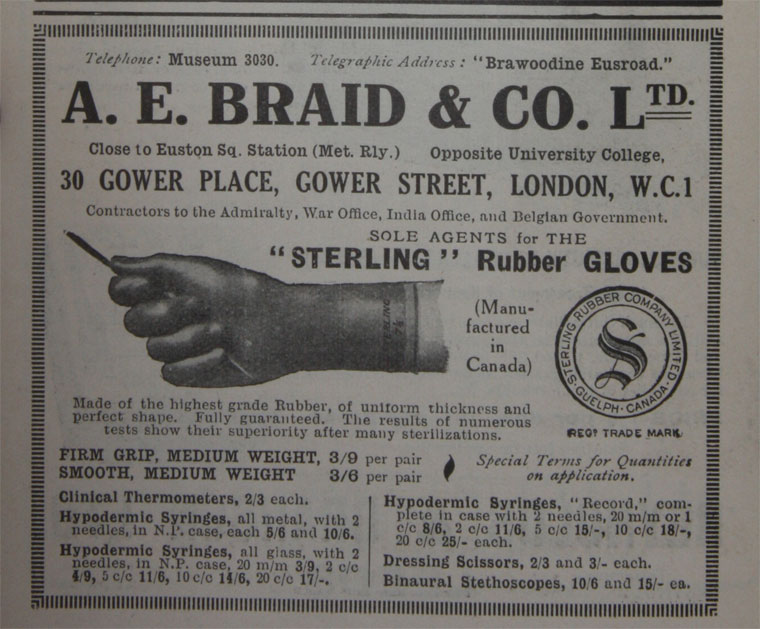 Telephone: Museum 3030. Telegraphic Address: "Brawoodine Eusroad."
A. E. BRAID & CO. LTD.
Close to Euston Sq. Station (Met. Rly.) Opposite University College,
30 GOWER PLACE, GOWER STREET, LONDON, W.C.1
Contractors to the Admiralty, War Office, India Office, and Belgian Government.
SOLE AGENTS for THE
"STERLING" Rubber GLOVES
(Manu-
factured
in
Canada)
STERLING RUBBER COMPANY LIMITED
·GUELPH·CANADA·
S
REGD TRADE MARK
Made of the highest grade Rubber, of uniform thickness and
perfect shape. Fully guaranteed. The results of numerous
tests show their superiority after many sterilizations.
FIRM GRIP, MEDIUM WEIGHT, 3/9 per pair
SMOOTH, MEDIUM WEIGHT 3/6 per pair
Special Terms for Quantities
on application.
Clinical Thermometers, 2/3 each.
Hypodermic Syringes, all metal, with 2
needles, in N.P. case, each 5/6 and 10/6.
Hypodermic Syringes, all glass, with 2
needles, in N.P. case, 20 m/m 3/9, 2 c/c
4/9, 5 c/c 11/6, 10 c/c 14/6, 20 c/c 17/-.
Hypodermic Syringes, "Record," com-
plete in case with 2 needles, 20 m/m or 1
c/c 8/6, 2 c/c 11/6, 5 c/c 15/-, 10 c/c 18/-,
20 c/c 25/- each.
Dressing Scissors, 2/3 and 3/- each.
Binaural Stethoscopes, 10/6 and 15/- ea.